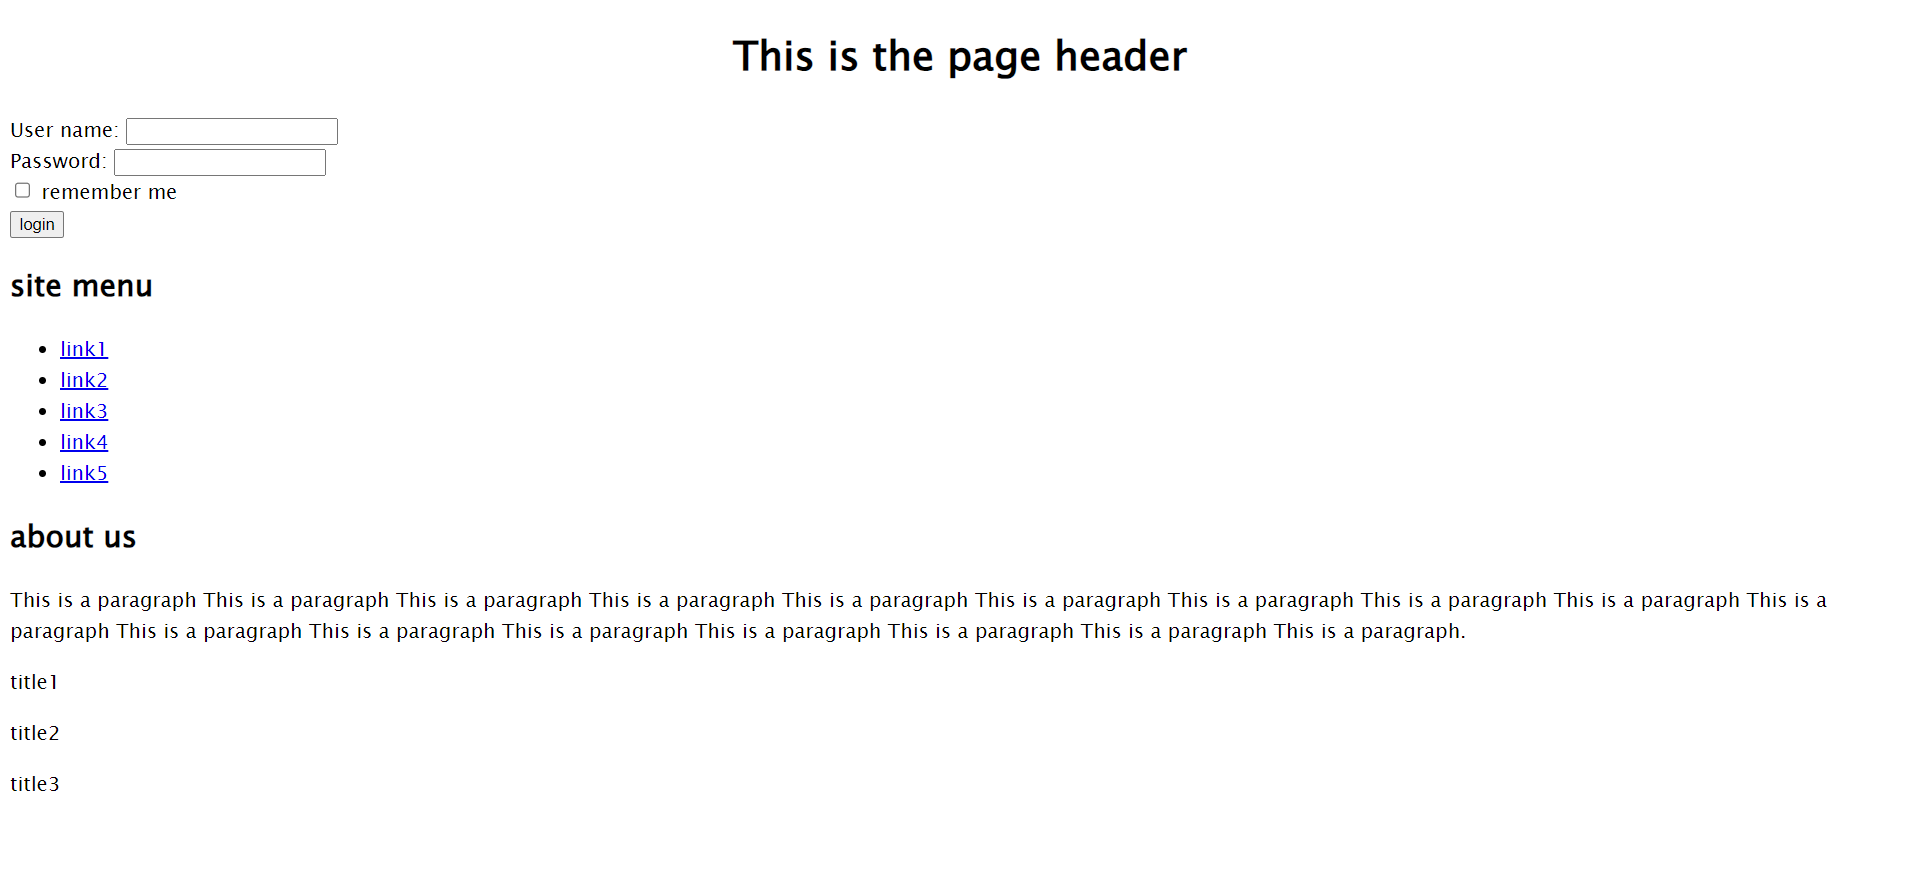 This is the page header
User name:
Password:
remember me
login
site menu
link1
link2
link3
link4
link5
about us
This is a paragraph This is a paragraph This is a paragraph This is a paragraph This is a paragraph This is a paragraph This is a paragraph This is a paragraph This is a paragraph This is a
paragraph This is a paragraph This is a paragraph This is a paragraph This is a paragraph This is a paragraph This is a paragraph This is a paragraph.
title1
title2
title3